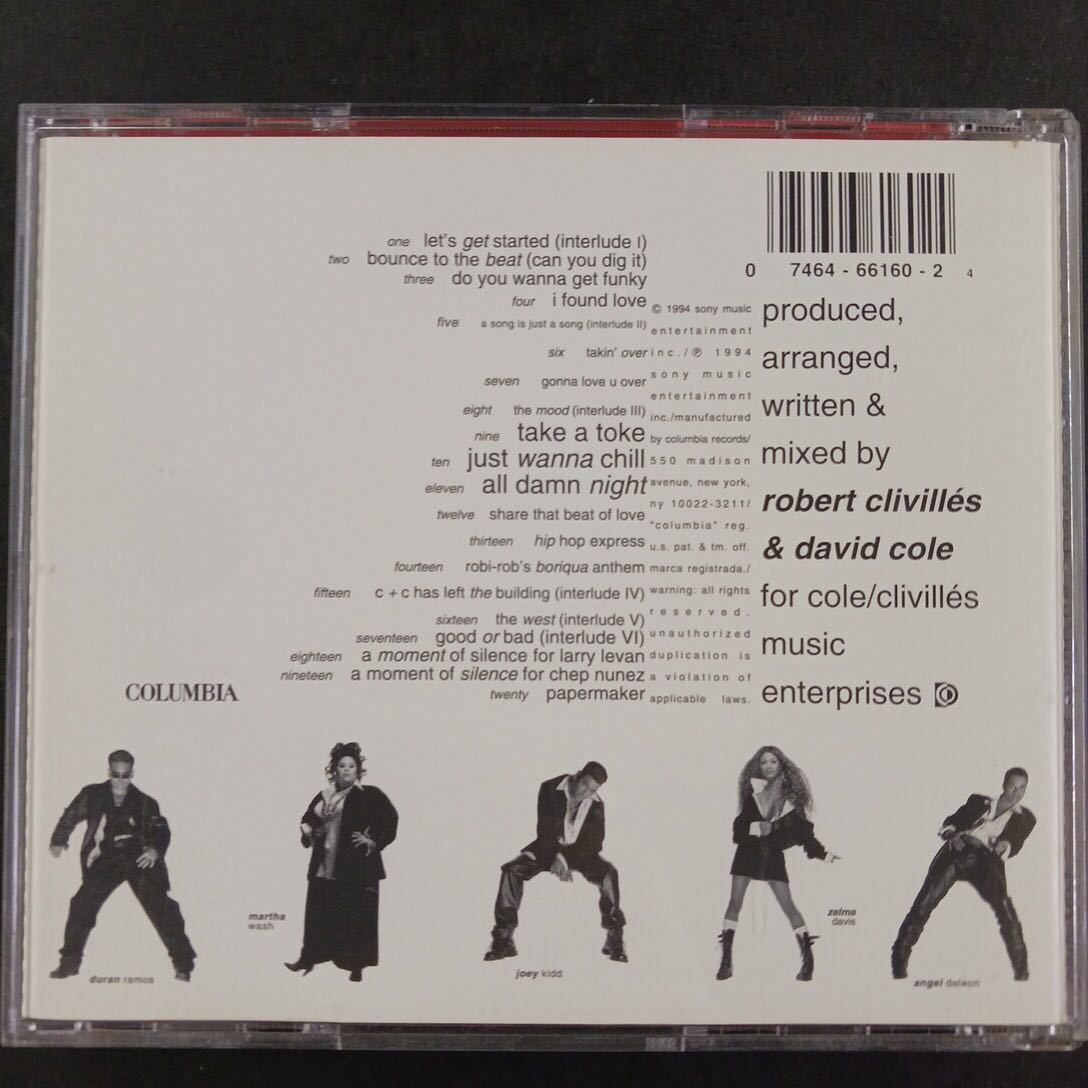 one let's get started (interlude I)
two bounce to the beat (can you dig it)
three do you wanna get funky
four i found love
five a song is just a song (interlude II)
six takin' over
seven gonna love u over
eight the mood (interlude III)
nine take a toke
ten just wanna chill
eleven all damn night
twelve share that beat of love
thirteen hip hop express
fourteen robi-rob's boriqua anthem
fifteen c + c has left the building (interlude IV)
sixteen the west (interlude V)
seventeen good or bad (interlude VI)
eighteen a moment of silence for larry levan
nineteen a moment of silence for chep nunez
twenty papermaker
© 1994 sony music
entertainment
inc./℗ 1994
sony music
entertainment
inc./manufactured
by columbia records/
550 madison
avenue, new york,
ny 10022-3211/
"columbia" reg.
u.s. pat. & tm. off.
marca registrada./
warning: all rights
reserved.
unauthorized
duplication is
a violation of
applicable laws.
0 7464 - 66160 - 2 4
produced,
arranged,
written &
mixed by
robert clivillés
& david cole
for cole/clivillés
music
enterprises
COLUMBIA
duran ramos
martha
wash
joey kidd
zelma
davis
angel deleon